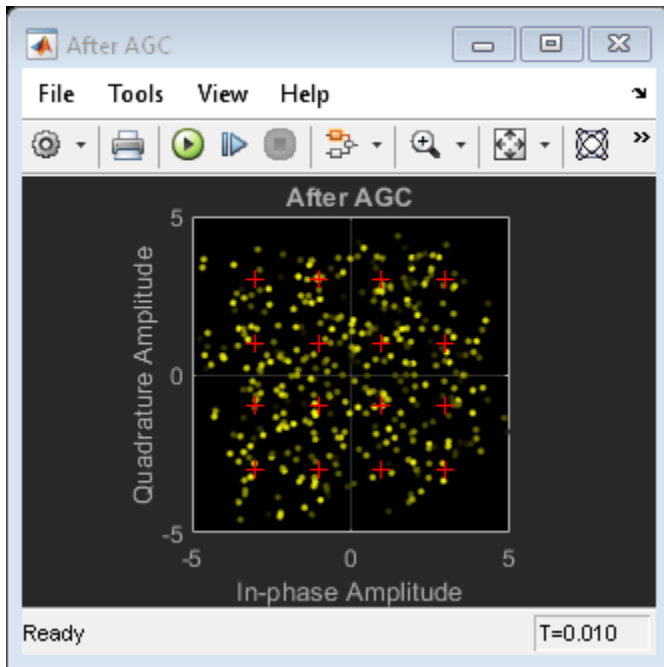 After AGC
File Tools View Help
After AGC
5
Quadrature Amplitude
0
-5
-5 0 5
In-phase Amplitude
Ready T=0.010